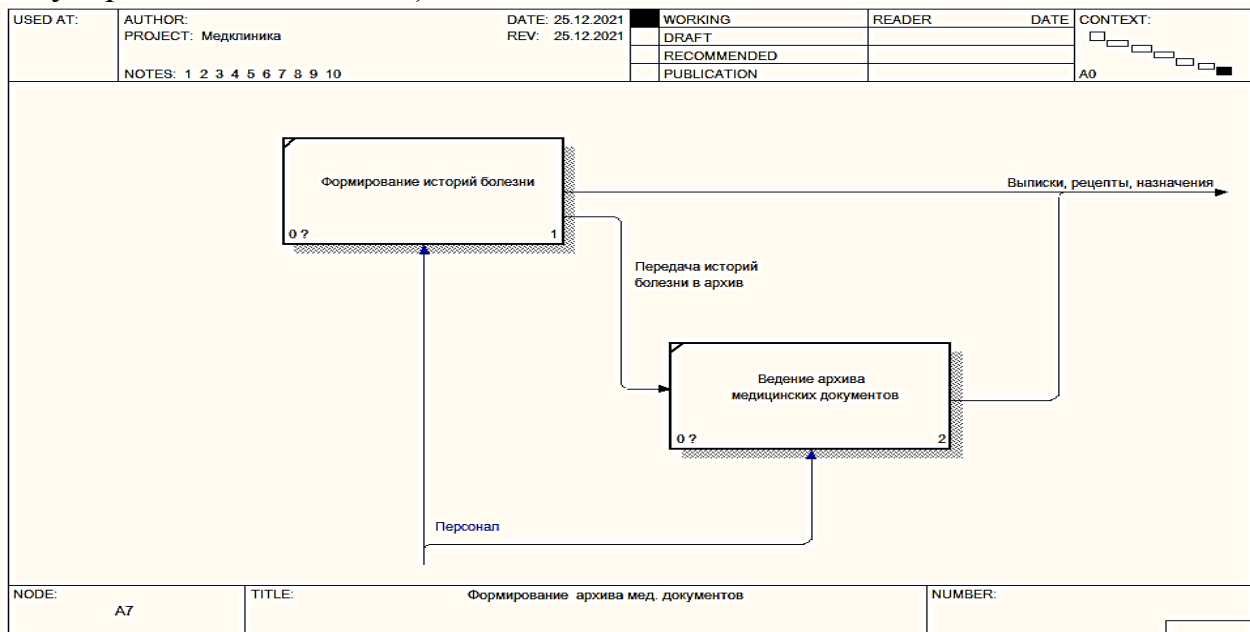 USED AT:
AUTHOR:
DATE: 25.12.2021
PROJECT: Медклиника
REV: 25.12.2021
NOTES: 1 2 3 4 5 6 7 8 9 10
WORKING
DRAFT
RECOMMENDED
PUBLICATION
READER
DATE
CONTEXT:
A0
Формирование историй болезни
0 ?
1
Выписки, рецепты, назначения
Передача историй
болезни в архив
Ведение архива
медицинских документов
0 ?
2
Персонал
NODE:
A7
TITLE:
Формирование архива мед. документов
NUMBER: